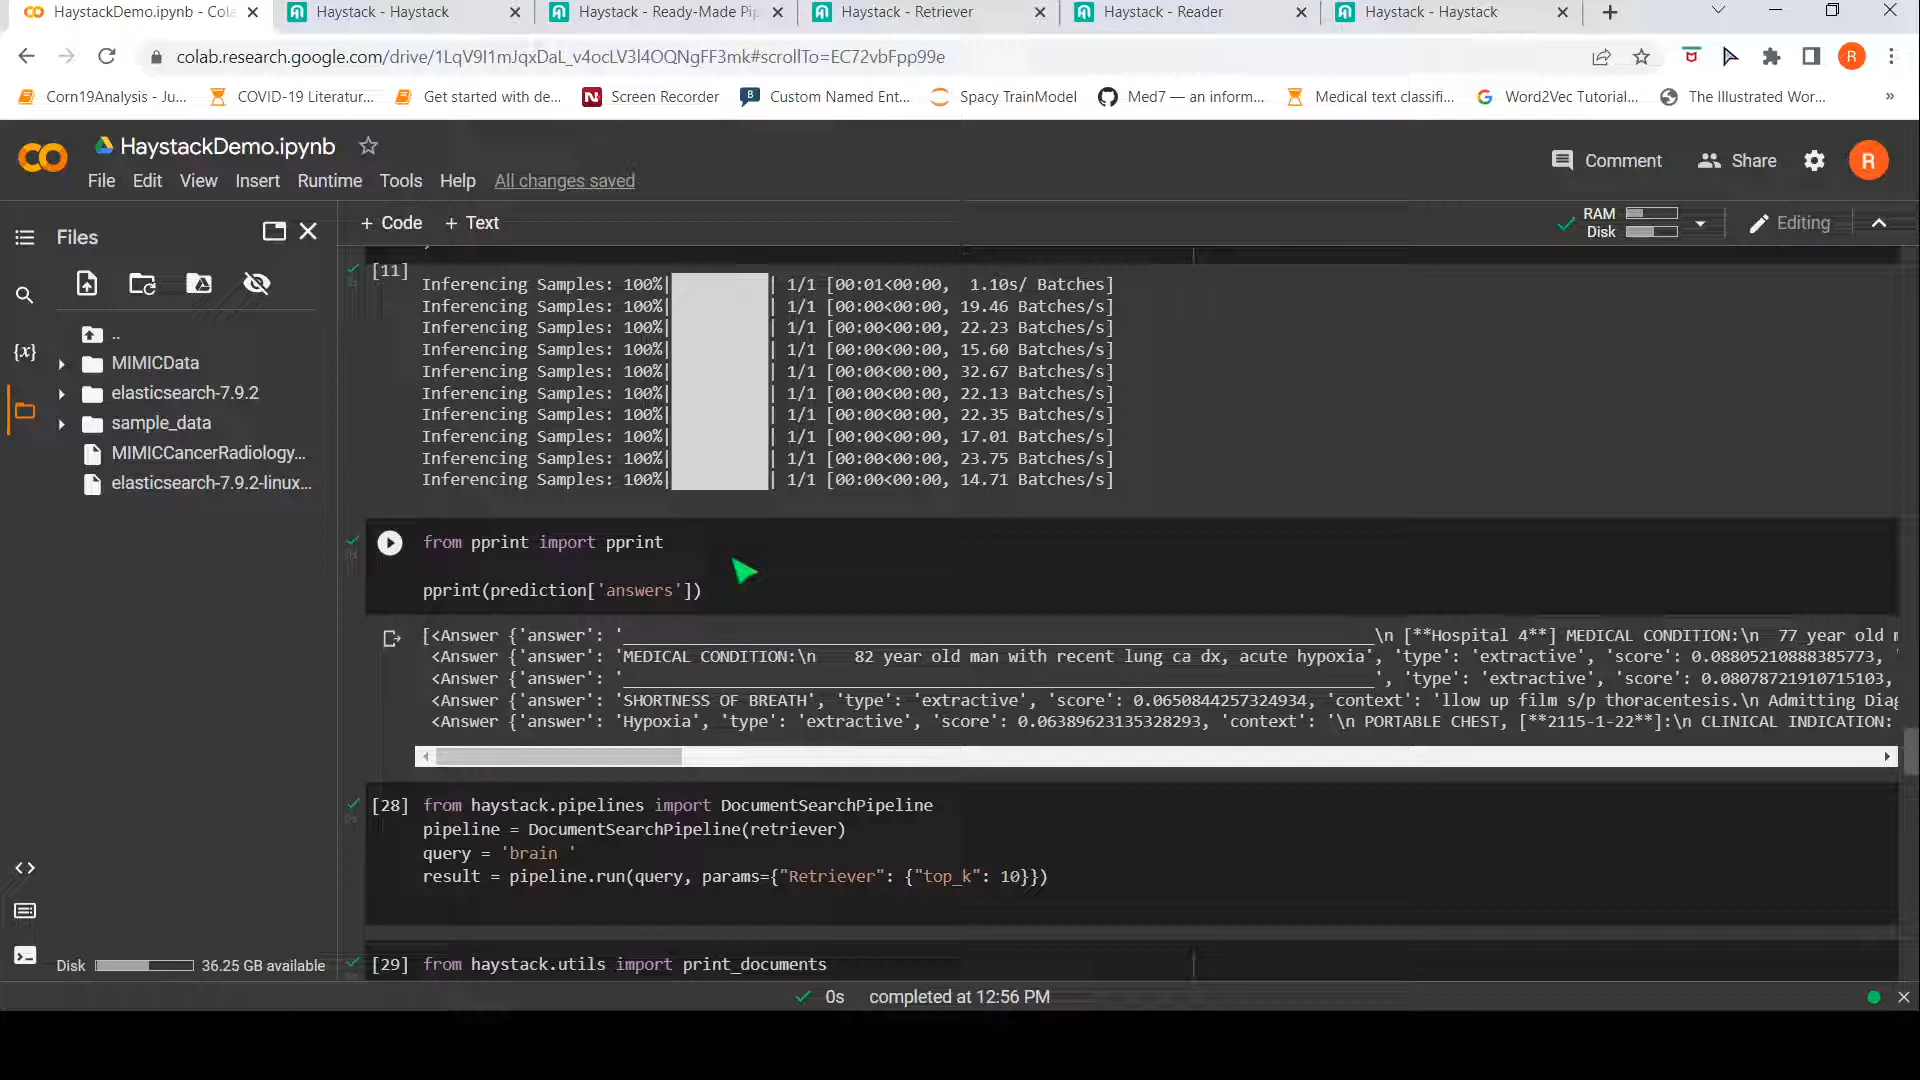 HaystackDemo.ipynb - Cola
Haystack - Haystack
Haystack - Ready-Made Pip
Haystack - Retriever
Haystack - Reader
Haystack - Haystack
colab.research.google.com/drive/1LqV9I1mJqxDaL_v4ocLV3l4OQNgFF3mk#scrollTo=EC72vbFpp99e
R
Corn19Analysis - Ju...
COVID-19 Literatur...
Get started with de...
Screen Recorder
Custom Named Ent...
Spacy TrainModel
Med7 — an inform...
Medical text classifi...
Word2Vec Tutorial...
The Illustrated Wor...
»
HaystackDemo.ipynb
Comment
Share
R
File Edit View Insert Runtime Tools Help All changes saved
Files
+ Code + Text
RAM
Disk
Editing
..
MIMICData
elasticsearch-7.9.2
sample_data
MIMICCancerRadiology...
elasticsearch-7.9.2-linux...
{x}
[11]
Inferencing Samples: 100%| | 1/1 [00:01<00:00, 1.10s/ Batches]
Inferencing Samples: 100%| | 1/1 [00:00<00:00, 19.46 Batches/s]
Inferencing Samples: 100%| | 1/1 [00:00<00:00, 22.23 Batches/s]
Inferencing Samples: 100%| | 1/1 [00:00<00:00, 15.60 Batches/s]
Inferencing Samples: 100%| | 1/1 [00:00<00:00, 32.67 Batches/s]
Inferencing Samples: 100%| | 1/1 [00:00<00:00, 22.13 Batches/s]
Inferencing Samples: 100%| | 1/1 [00:00<00:00, 22.35 Batches/s]
Inferencing Samples: 100%| | 1/1 [00:00<00:00, 17.01 Batches/s]
Inferencing Samples: 100%| | 1/1 [00:00<00:00, 23.75 Batches/s]
Inferencing Samples: 100%| | 1/1 [00:00<00:00, 14.71 Batches/s]
from pprint import pprint
pprint(prediction['answers'])
[<Answer {'answer': '______________________________________________________________________________\n [**Hospital 4**] MEDICAL CONDITION:\n 77 year old m
<Answer {'answer': 'MEDICAL CONDITION:\n 82 year old man with recent lung ca dx, acute hypoxia', 'type': 'extractive', 'score': 0.08805210888385773, '
<Answer {'answer': '______________________________________________________________________________', 'type': 'extractive', 'score': 0.08078721910715103,
<Answer {'answer': 'SHORTNESS OF BREATH', 'type': 'extractive', 'score': 0.0650844257324934, 'context': 'llow up film s/p thoracentesis.\n Admitting Diag
<Answer {'answer': 'Hypoxia', 'type': 'extractive', 'score': 0.06389623135328293, 'context': '\n PORTABLE CHEST, [**2115-1-22**]:\n CLINICAL INDICATION:
[28] from haystack.pipelines import DocumentSearchPipeline
pipeline = DocumentSearchPipeline(retriever)
query = 'brain '
result = pipeline.run(query, params={"Retriever": {"top_k": 10}})
[29] from haystack.utils import print_documents
Disk 36.25 GB available
0s completed at 12:56 PM